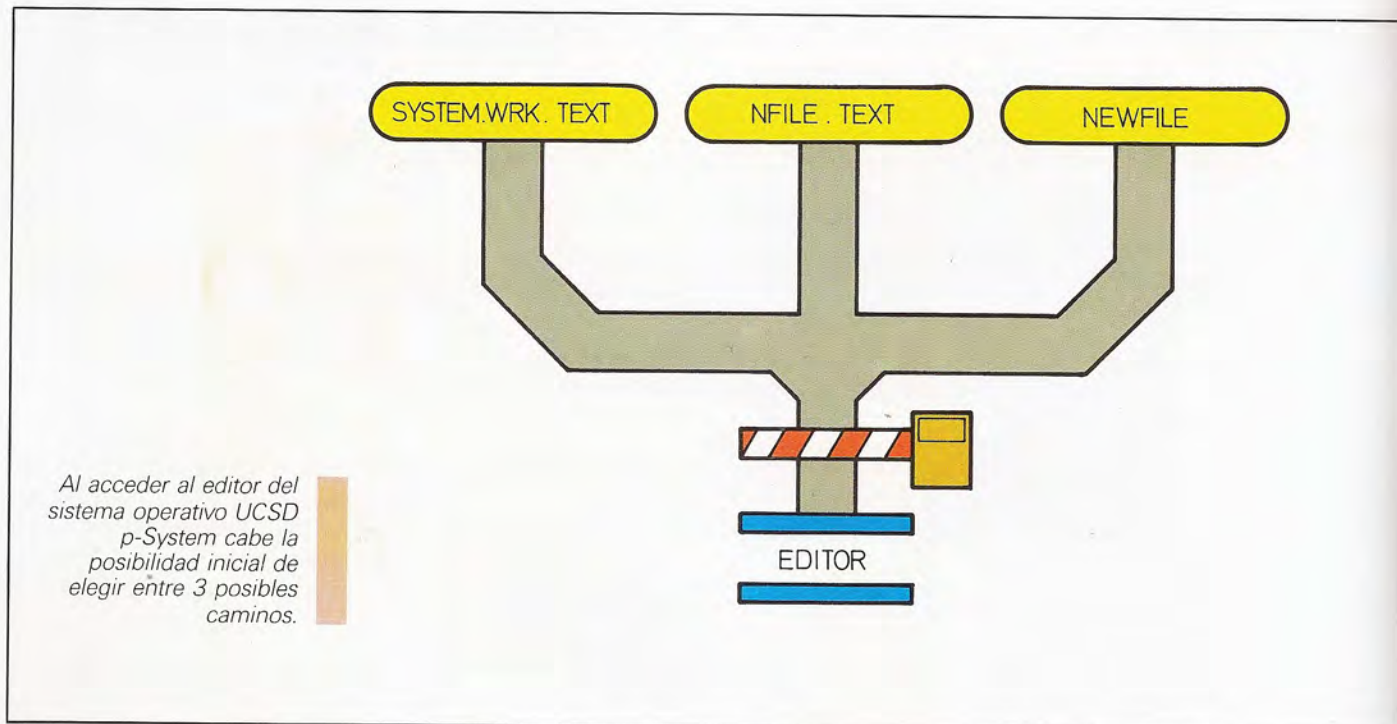 SYSTEM.WRK. TEXT
NFILE . TEXT
NEWFILE
Al acceder al editor del
sistema operativo UCSD
p-System cabe la
posibilidad inicial de
elegir entre 3 posibles
caminos.
EDITOR